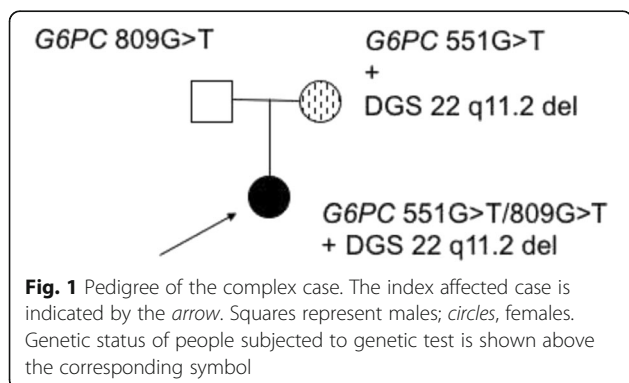 G6PC 809G>T
G6PC 551G>T
+
DGS 22 q11.2 del
G6PC 551G>T/809G>T
+ DGS 22 q11.2 del
Fig. 1 Pedigree of the complex case. The index affected case is
indicated by the arrow. Squares represent males; circles, females.
Genetic status of people subjected to genetic test is shown above
the corresponding symbol